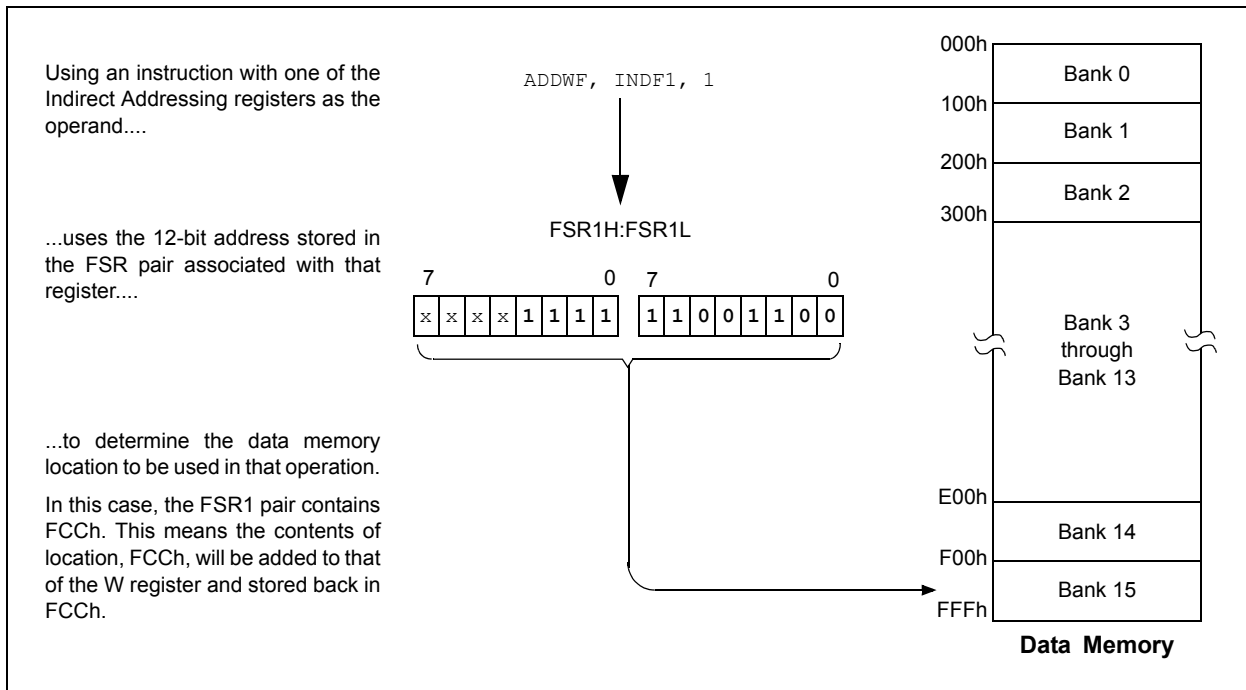 Using an instruction with one of the
Indirect Addressing registers as the
operand....
ADDWF, INDF1, 1
...uses the 12-bit address stored in
the FSR pair associated with that
register....
FSR1H:FSR1L
7 0 7 0
x x x x 1 1 1 1 1 1 0 0 1 1 0 0
...to determine the data memory
location to be used in that operation.
In this case, the FSR1 pair contains
FCCh. This means the contents of
location, FCCh, will be added to that
of the W register and stored back in
FCCh.
000h
Bank 0
100h
Bank 1
200h
Bank 2
300h
Bank 3
through
Bank 13
E00h
Bank 14
F00h
Bank 15
FFFh
Data Memory